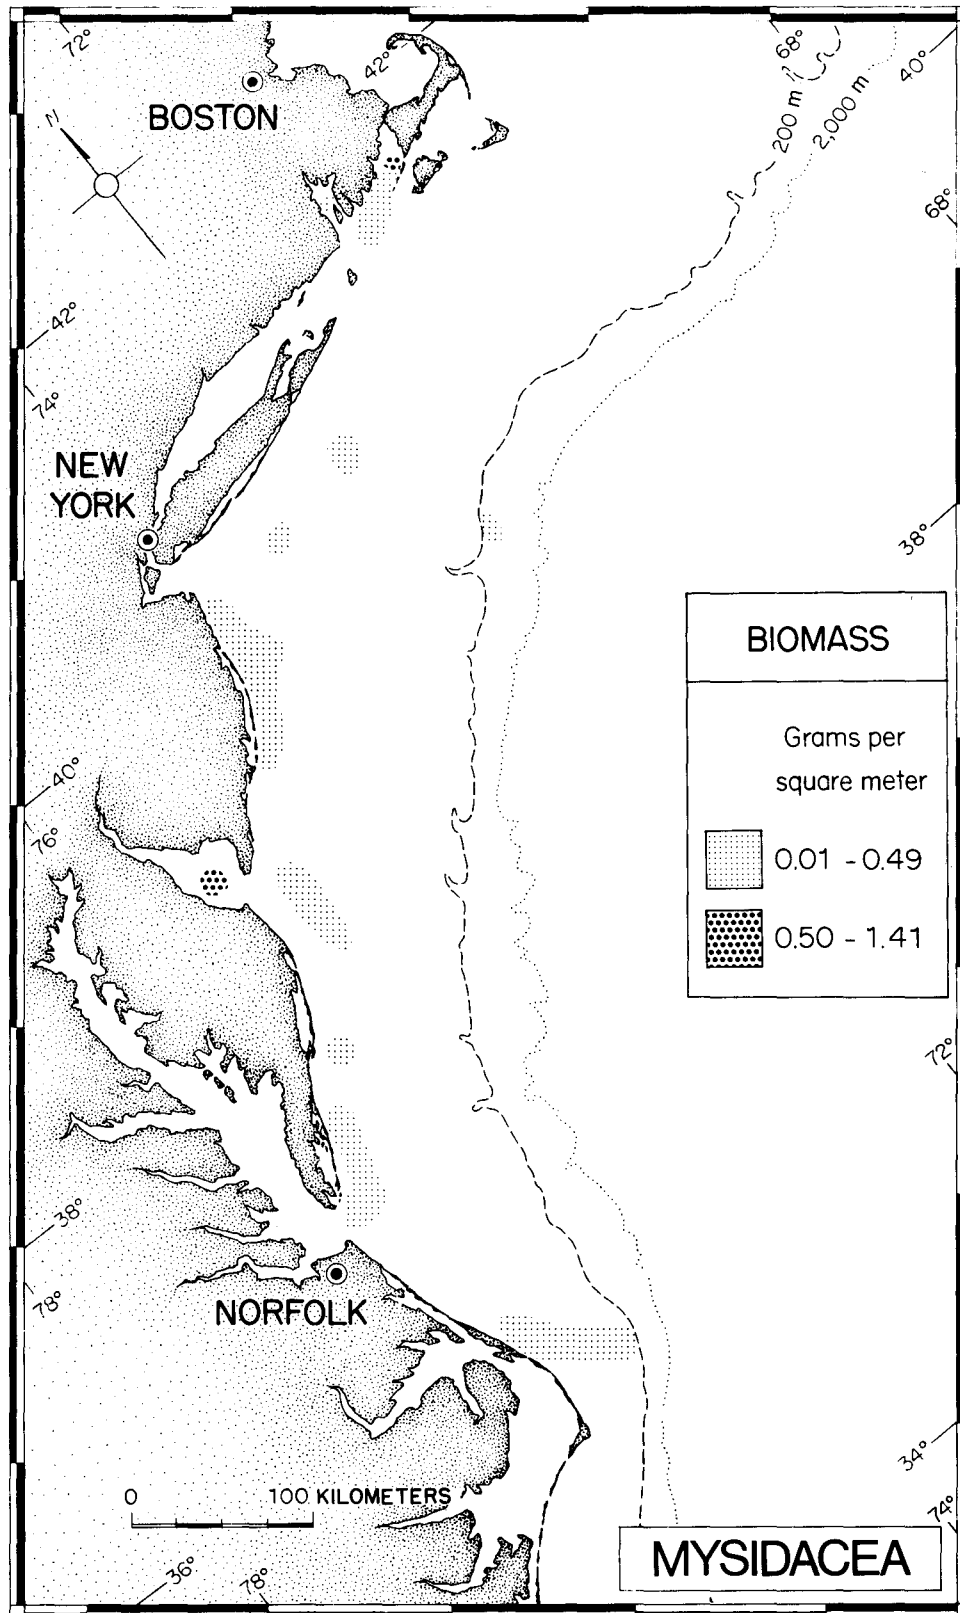 72°
42°
68°
40°
BOSTON
N
200 m
2,000 m
68°
42°
74°
NEW
YORK
38°
BIOMASS
Grams per
square meter
0.01 - 0.49
0.50 - 1.41
40°
76°
72°
38°
78°
NORFOLK
34°
0 100 KILOMETERS
74°
MYSIDACEA
36°
78°